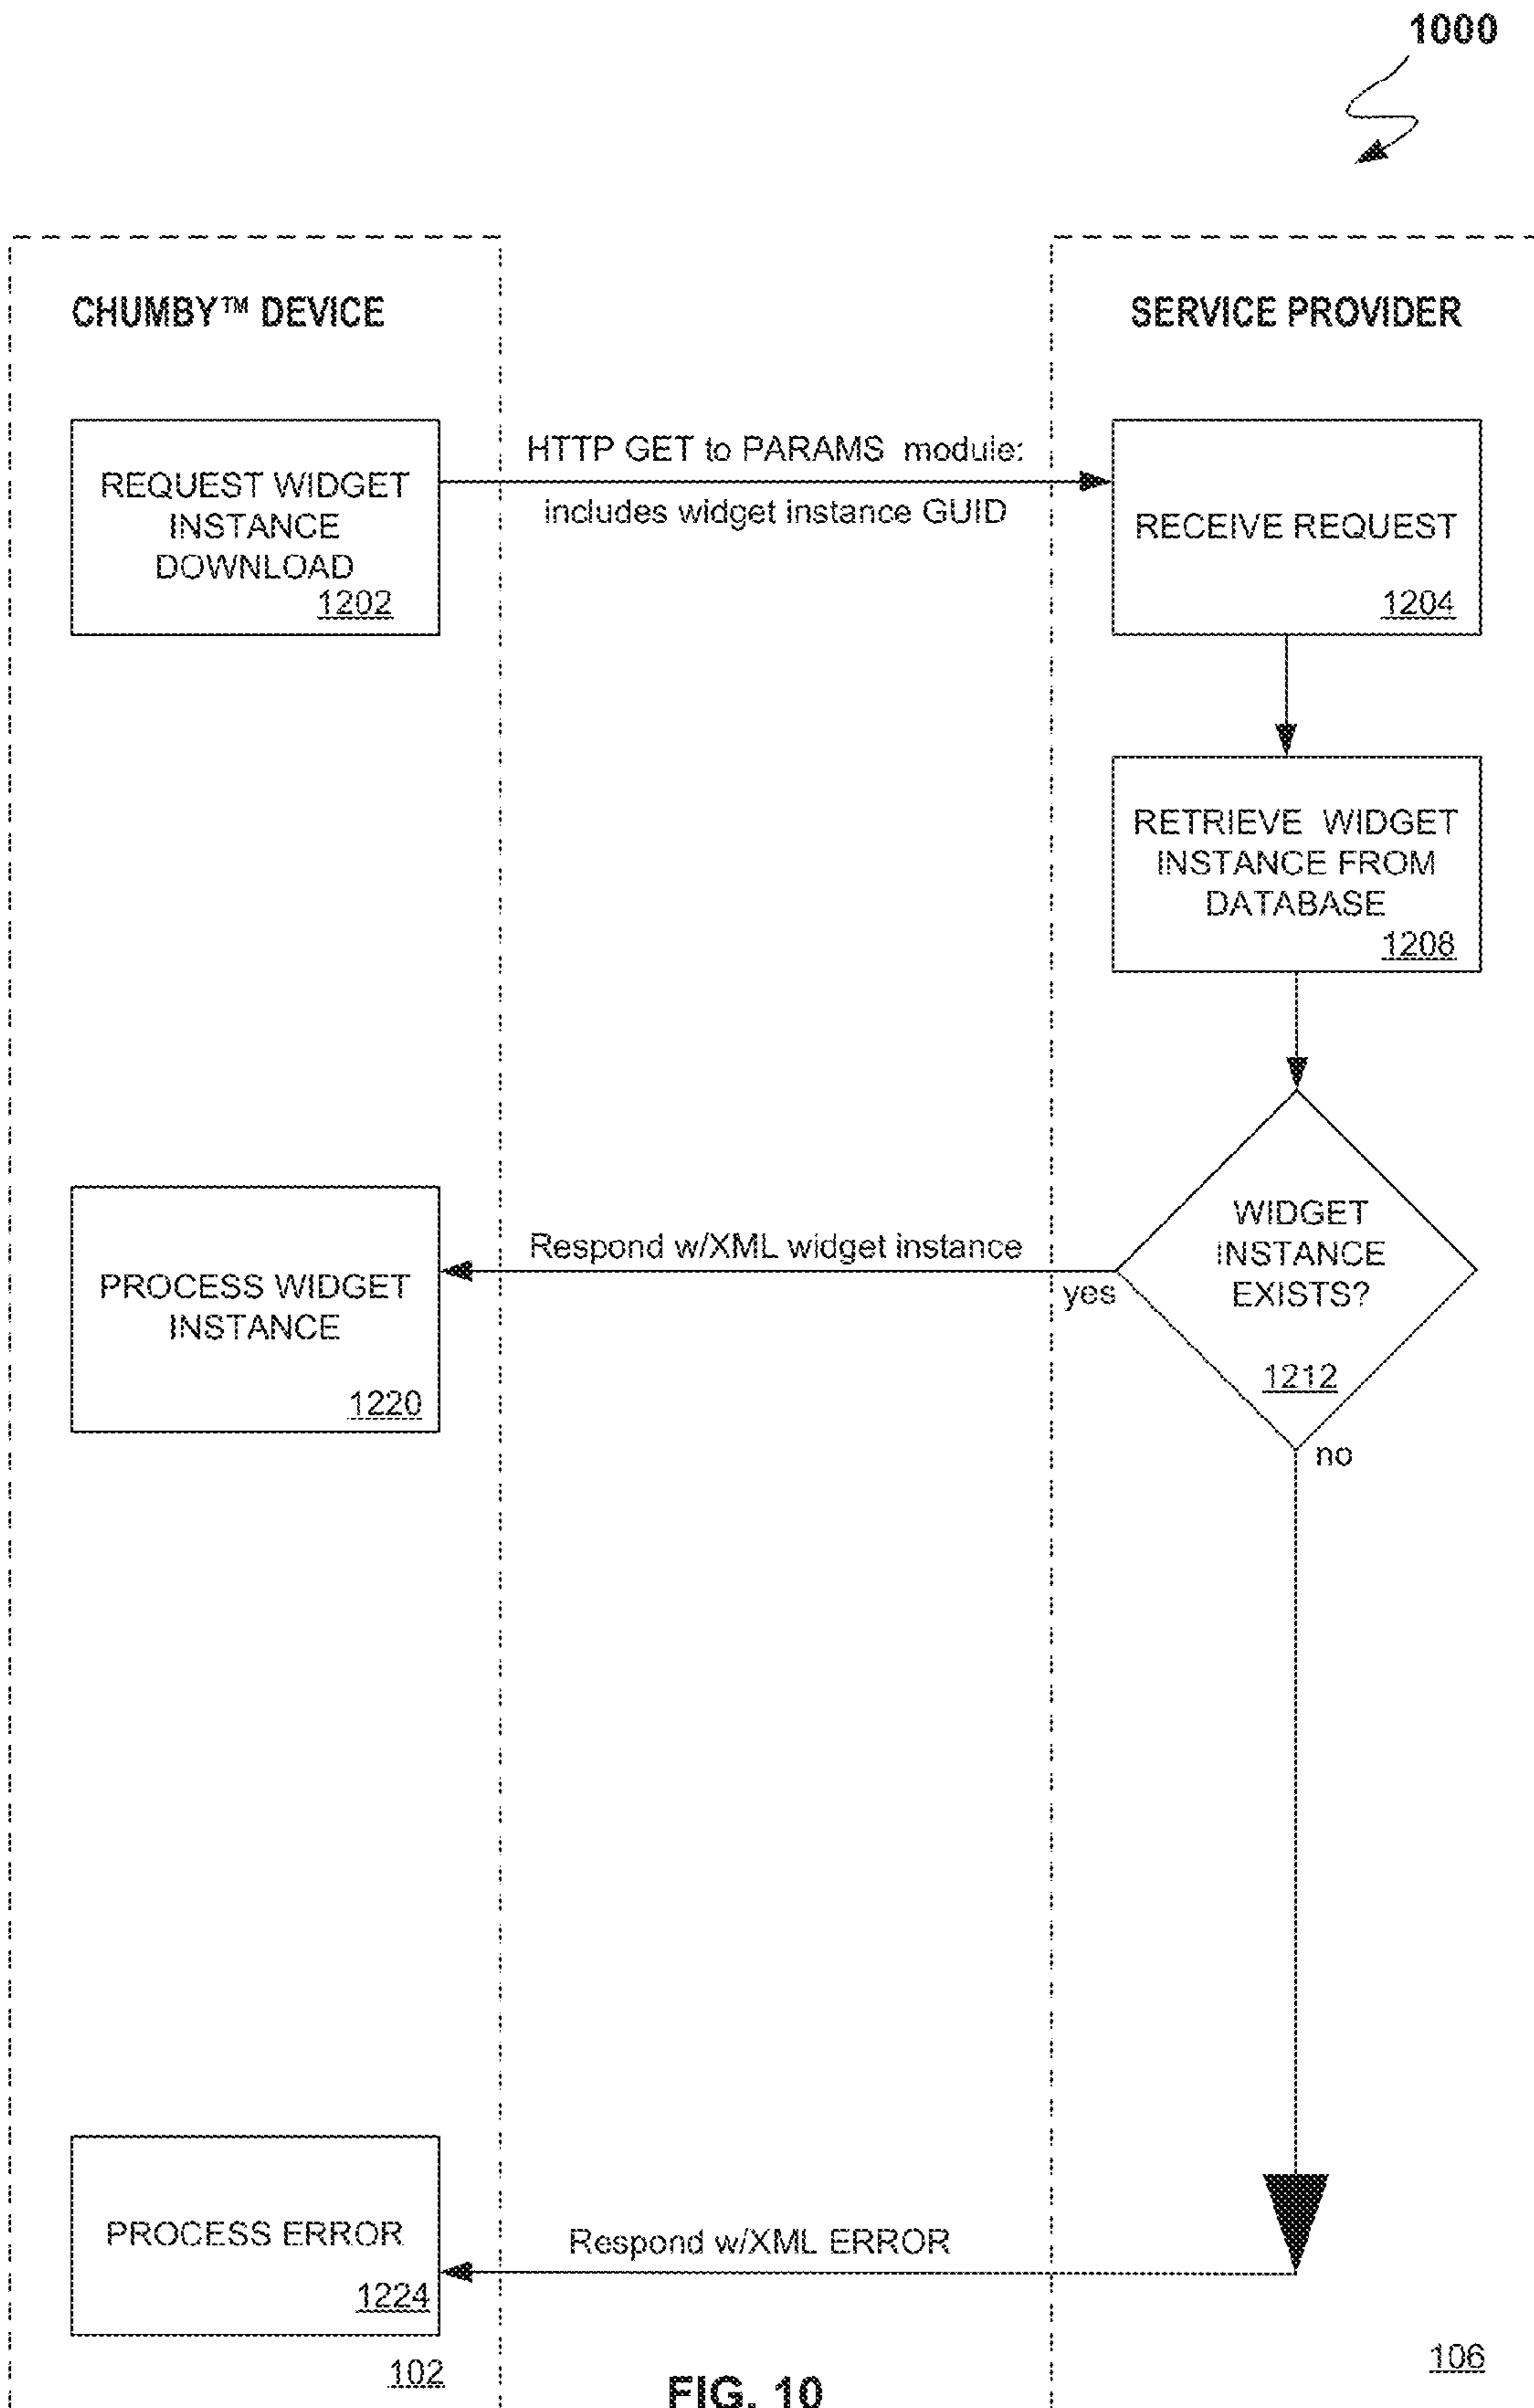 1000
CHUMBY™ DEVICE
SERVICE PROVIDER
REQUEST WIDGET
INSTANCE
DOWNLOAD
1202
HTTP GET to PARAMS module:
includes widget instance GUID
RECEIVE REQUEST
1204
RETRIEVE WIDGET
INSTANCE FROM
DATABASE
1208
WIDGET
INSTANCE
EXISTS?
1212
yes
no
Respond w/XML widget instance
PROCESS WIDGET
INSTANCE
1220
Respond w/XML ERROR
PROCESS ERROR
1224
102
106
FIG. 10